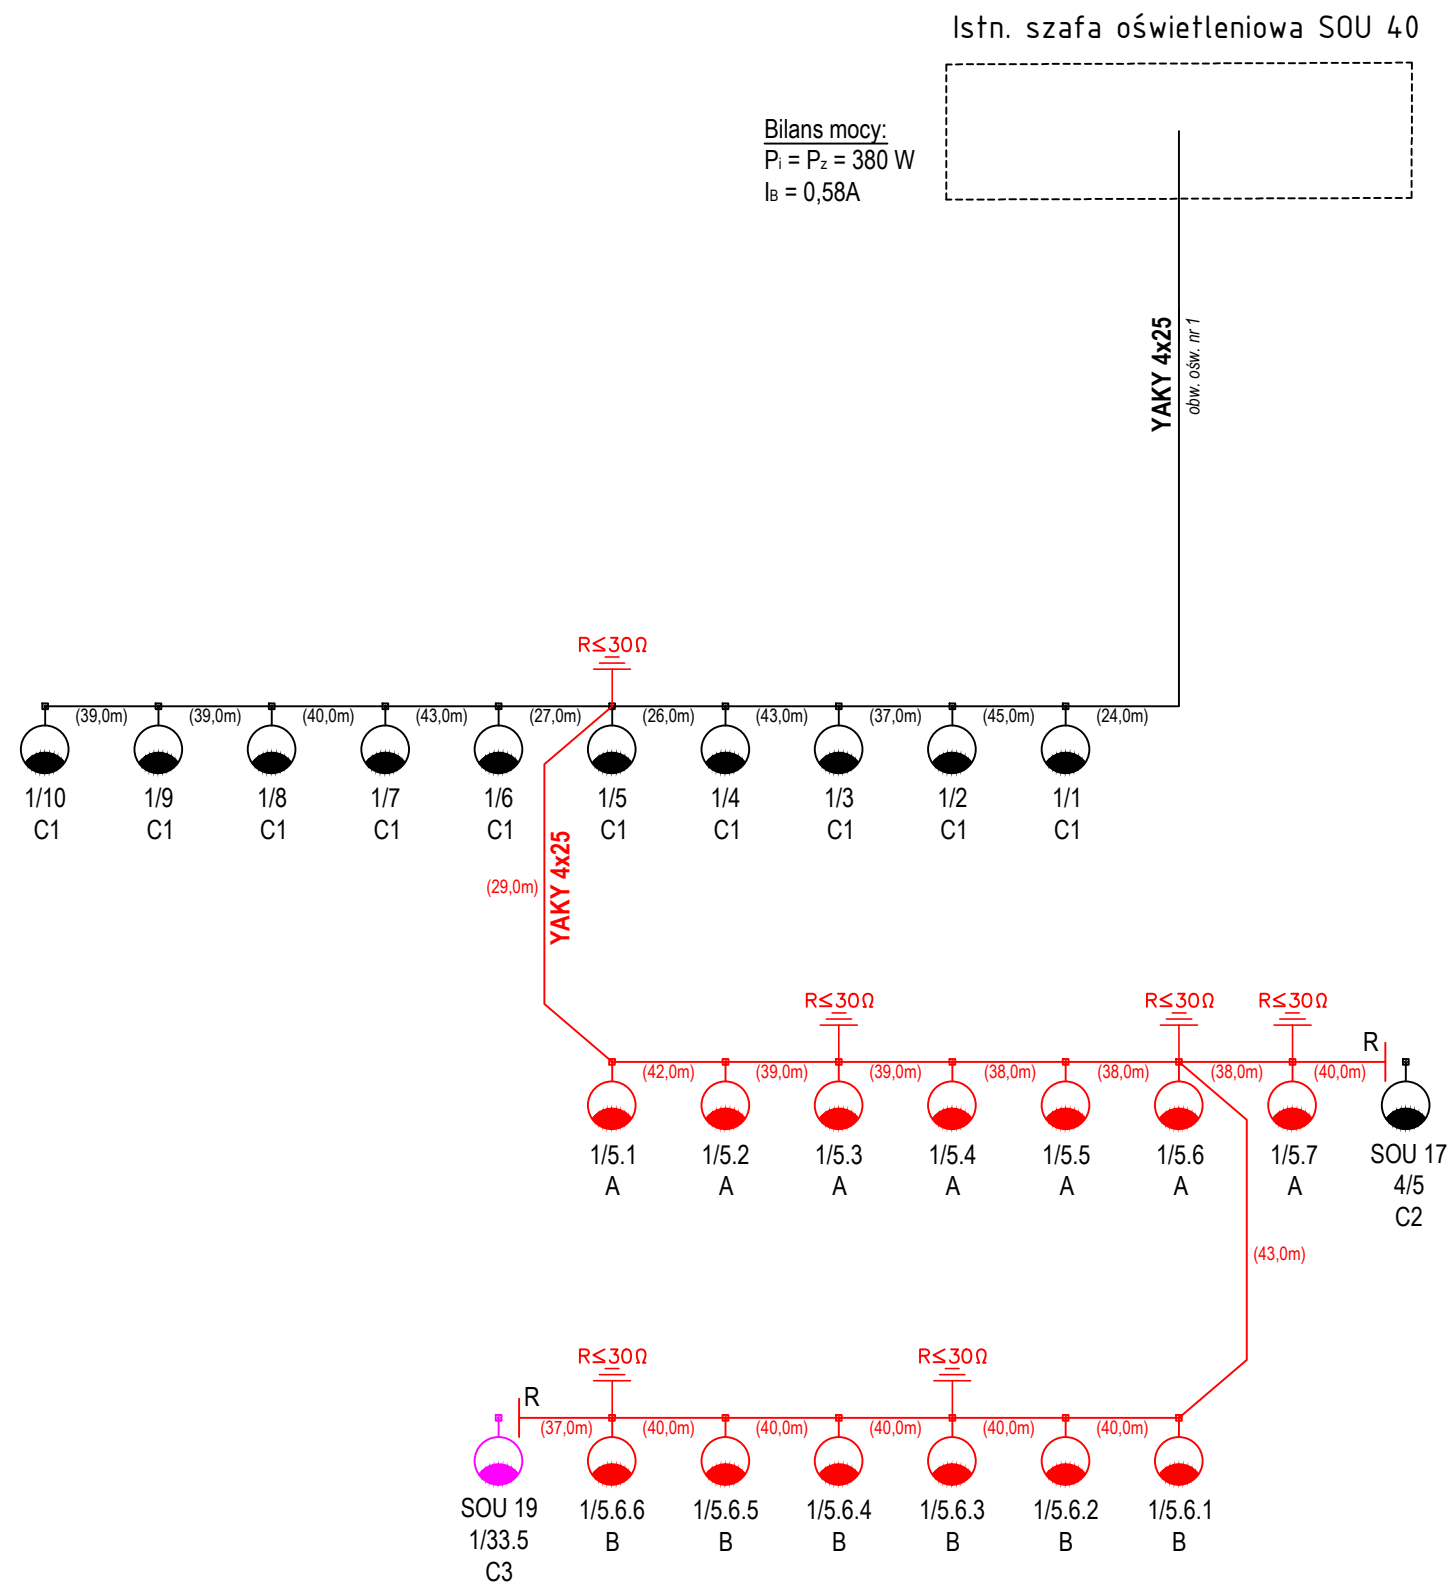 Istn. szafa oświetleniowa SOU 40
Bilans mocy:
Pi = Pz = 380 W
IB = 0,58A
YAKY 4x25
obw. ośw. nr 1
R≤30Ω
(39,0m) (39,0m) (40,0m) (43,0m) (27,0m) (26,0m) (43,0m) (37,0m) (45,0m) (24,0m)
1/10 1/9 1/8 1/7 1/6 1/5 1/4 1/3 1/2 1/1
C1 C1 C1 C1 C1 C1 C1 C1 C1 C1
YAKY 4x25
(29,0m)
R≤30Ω R≤30Ω R≤30Ω
R
(42,0m) (39,0m) (39,0m) (38,0m) (38,0m) (38,0m) (40,0m)
1/5.1 1/5.2 1/5.3 1/5.4 1/5.5 1/5.6 1/5.7 SOU 17
A A A A A A A 4/5
C2
(43,0m)
R≤30Ω R≤30Ω
R
(37,0m) (40,0m) (40,0m) (40,0m) (40,0m) (40,0m)
SOU 19 1/5.6.6 1/5.6.5 1/5.6.4 1/5.6.3 1/5.6.2 1/5.6.1
1/33.5 B B B B B B
C3